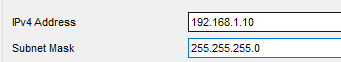 IPv4 Address 192.168.1.10
Subnet Mask 255.255.255.0